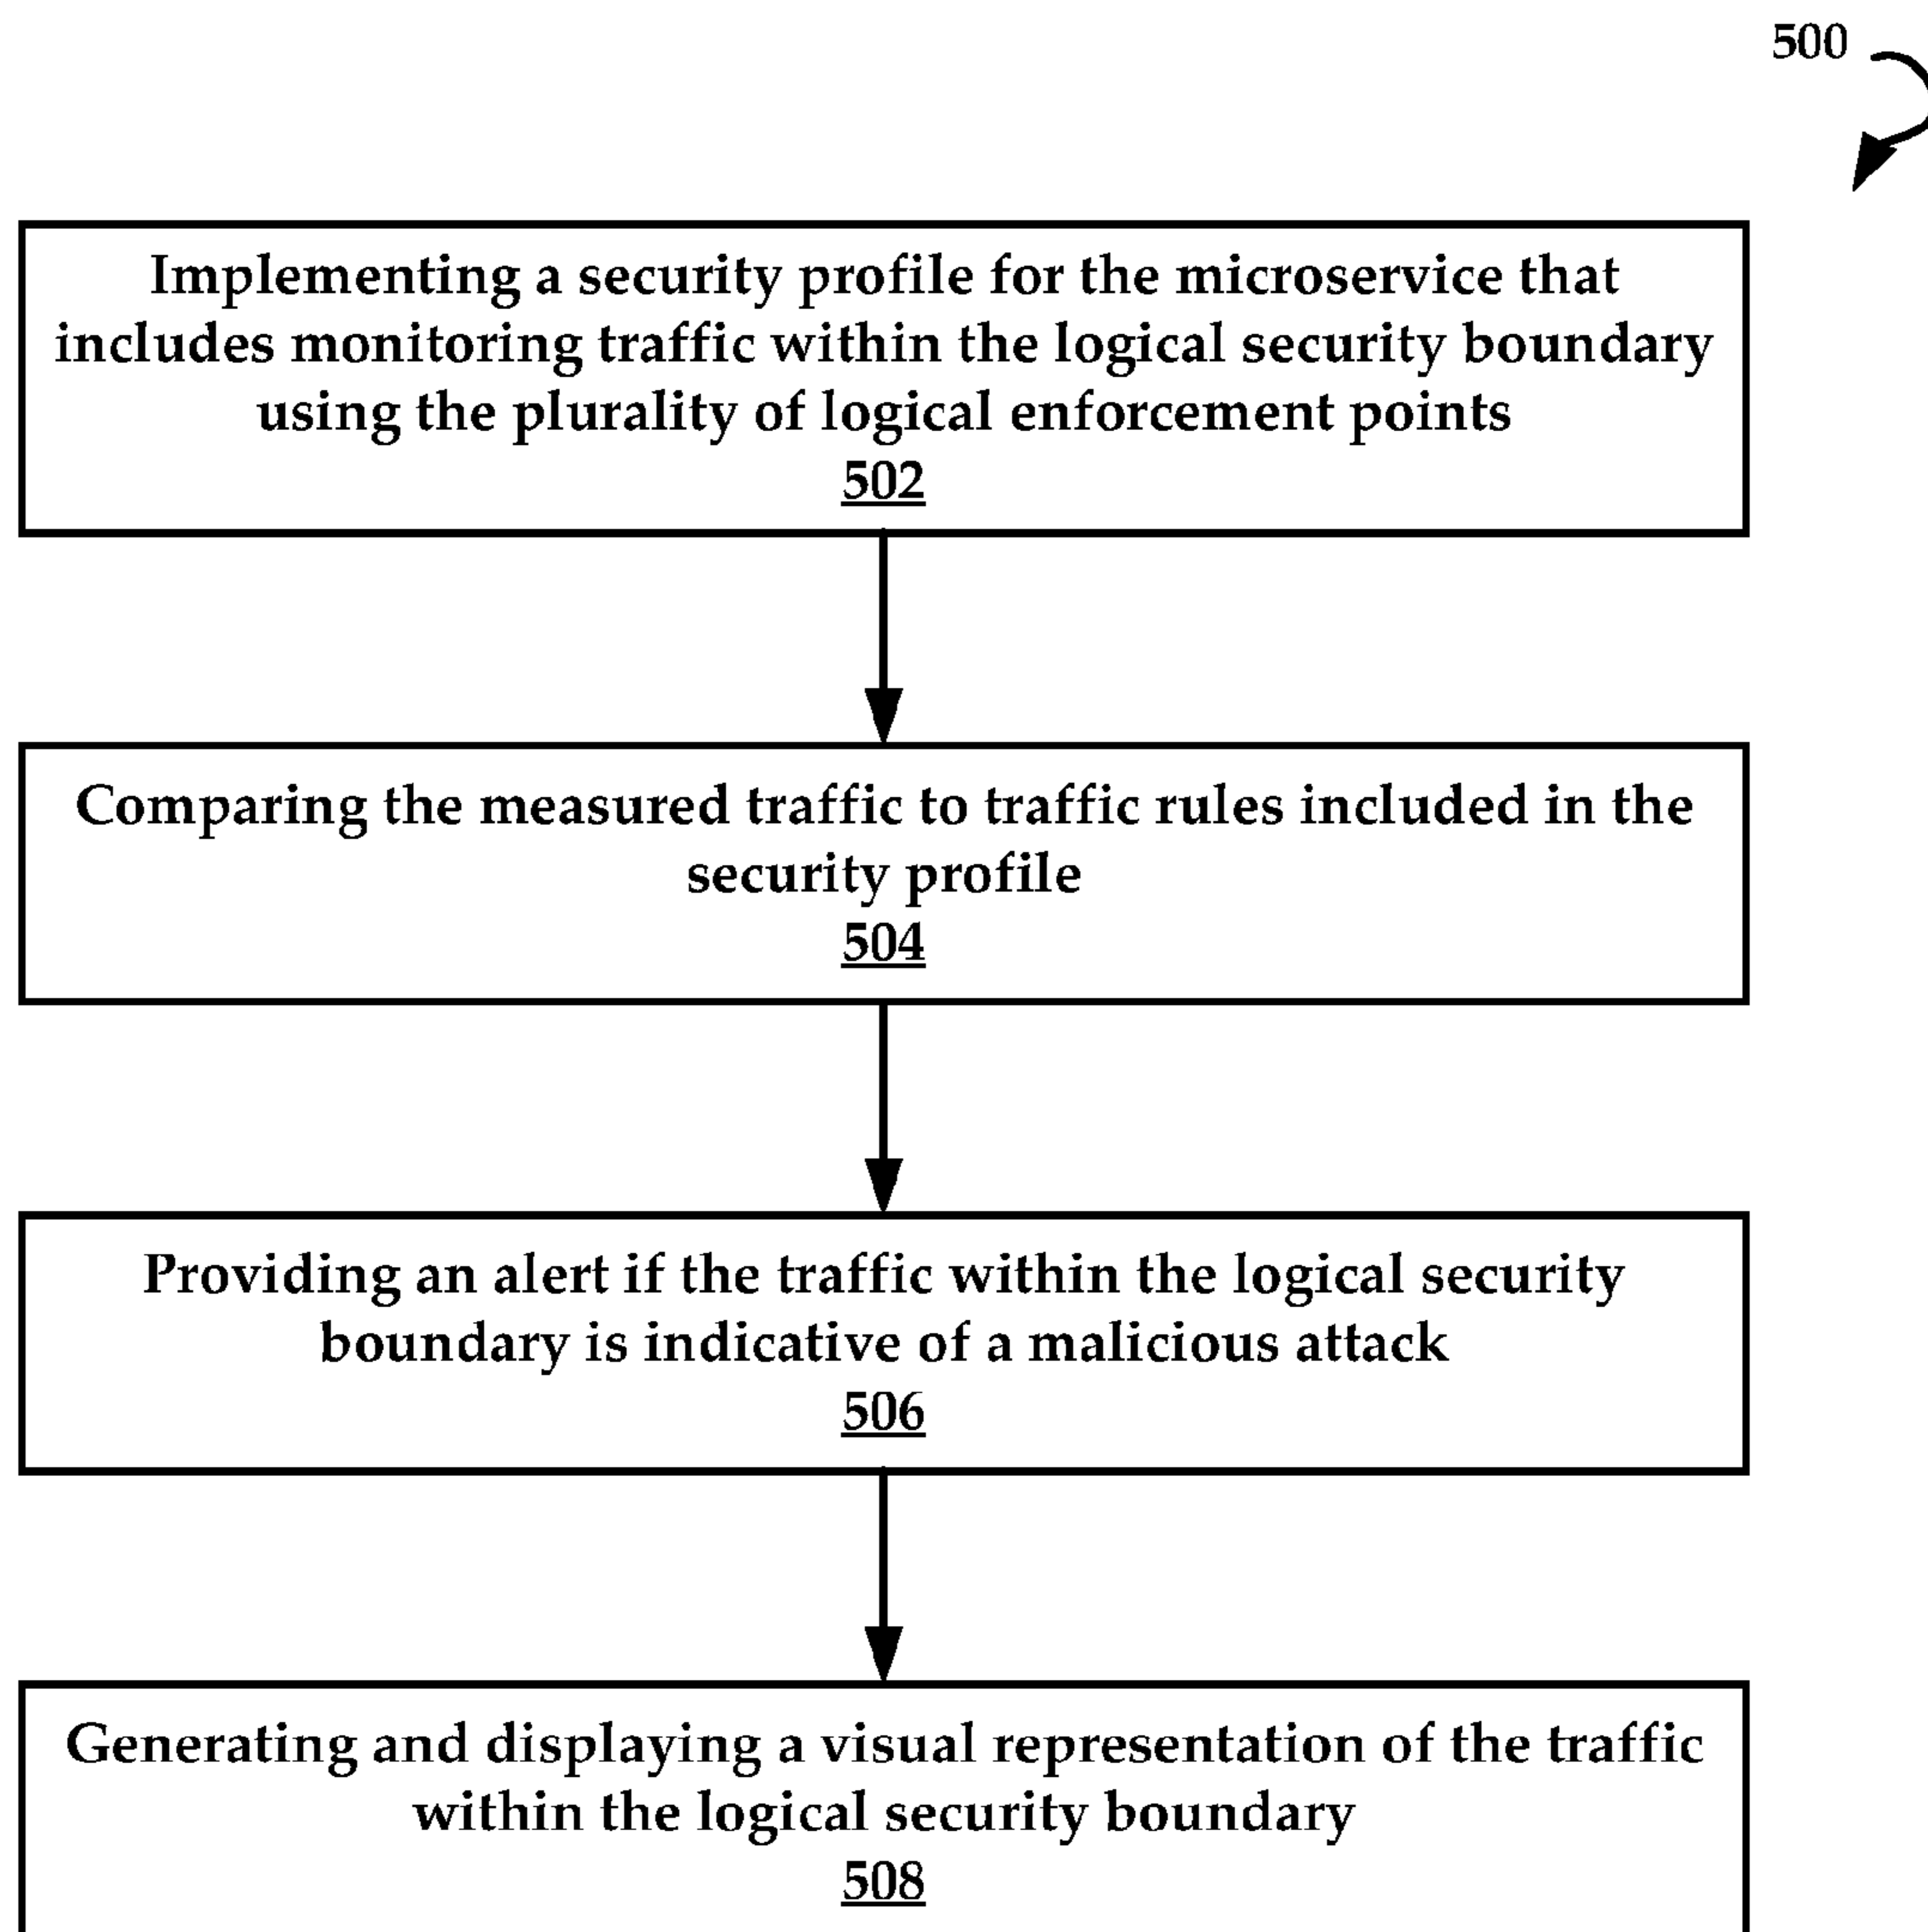 500
Implementing a security profile for the microservice that
includes monitoring traffic within the logical security boundary
using the plurality of logical enforcement points
502
Comparing the measured traffic to traffic rules included in the
security profile
504
Providing an alert if the traffic within the logical security
boundary is indicative of a malicious attack
506
Generating and displaying a visual representation of the traffic
within the logical security boundary
508